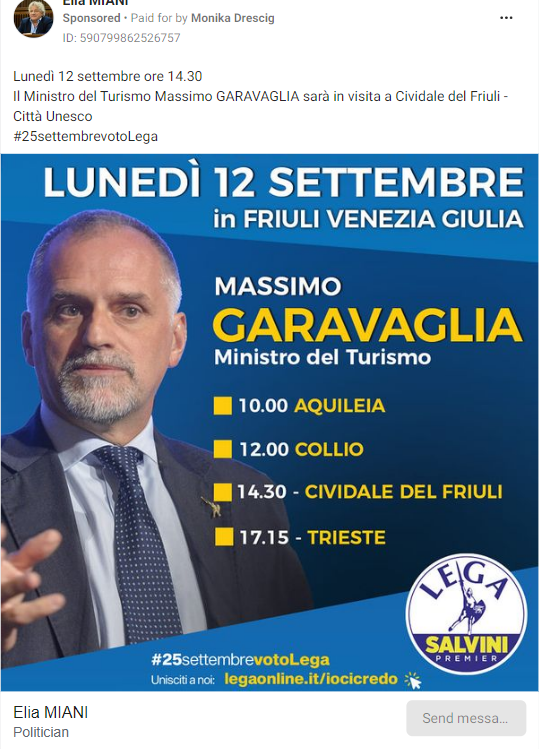 Elia MIANI
Sponsored • Paid for by Monika Drescig
ID: 590799862526757
Lunedì 12 settembre ore 14.30
Il Ministro del Turismo Massimo GARAVAGLIA sarà in visita a Cividale del Friuli -
Città Unesco
#25settembrevotoLega
LUNEDÌ 12 SETTEMBRE
in FRIULI VENEZIA GIULIA
MASSIMO
GARAVAGLIA
Ministro del Turismo
10.00 AQUILEIA
12.00 COLLIO
14.30 - CIVIDALE DEL FRIULI
17.15 - TRIESTE
LEGA
SALVINI
PREMIER
#25settembrevotoLega
Unisciti a noi: legaonline.it/iocicredo
Elia MIANI
Politician
Send messa...